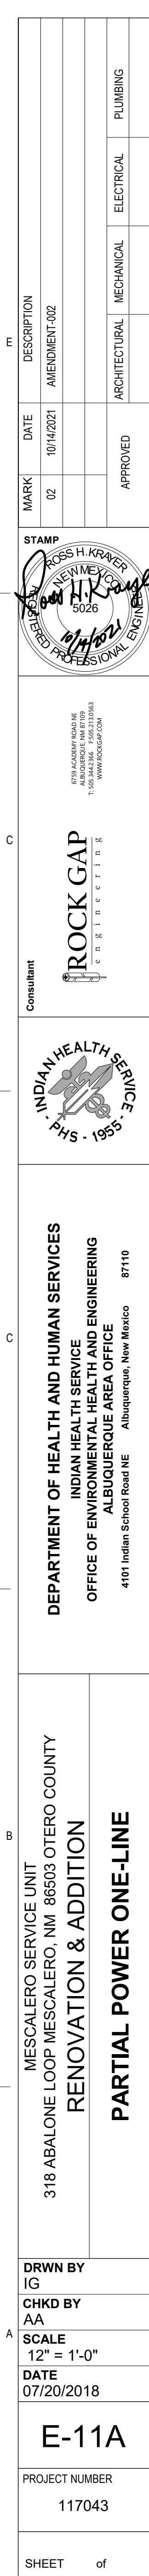 MARK DATE DESCRIPTION
02 10/14/2021 AMENDMENT-002
APPROVED
ARCHITECTURAL MECHANICAL ELECTRICAL PLUMBING
E
STAMP
ROSS H. KRAYER
NEW MEXICO
5026
REGISTERED PROFESSIONAL ENGINEER
Ross H. Krayer
10/14/2021
C
Consultant
ROCK GAP
engineering
6759 ACADEMY ROAD NE
ALBUQUERQUE, NM 87109
T: 505.344.2366 F:505.213.0563
WWW.ROCKGAP.COM
INDIAN HEALTH SERVICE
- PHS - 1955 -
C
DEPARTMENT OF HEALTH AND HUMAN SERVICES
INDIAN HEALTH SERVICE
OFFICE OF ENVIRONMENTAL HEALTH AND ENGINEERING
ALBUQUERQUE AREA OFFICE
4101 Indian School Road NE Albuquerque, New Mexico 87110
B
MESCALERO SERVICE UNIT
318 ABALONE LOOP MESCALERO, NM 86503 OTERO COUNTY
RENOVATION & ADDITION
PARTIAL POWER ONE-LINE
DRWN BY
IG
CHKD BY
AA
A
SCALE
12" = 1'-0"
DATE
07/20/2018
E-11A
PROJECT NUMBER
117043
SHEET of